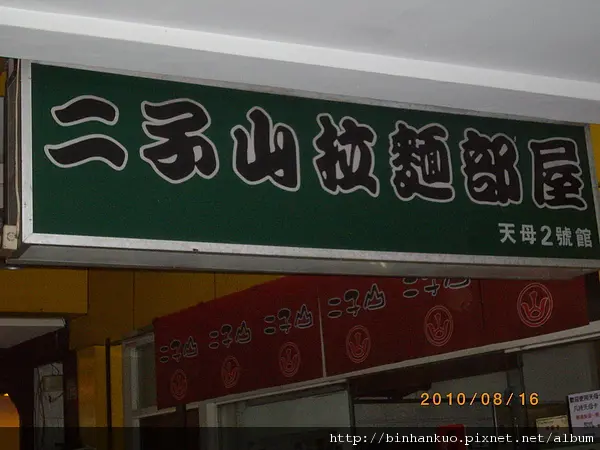 二子山拉麵部屋
天母2號館
二子山 二子山 二子山 二子山 二子山
2010/08/16
http://binhankuo.pixnet.net/album